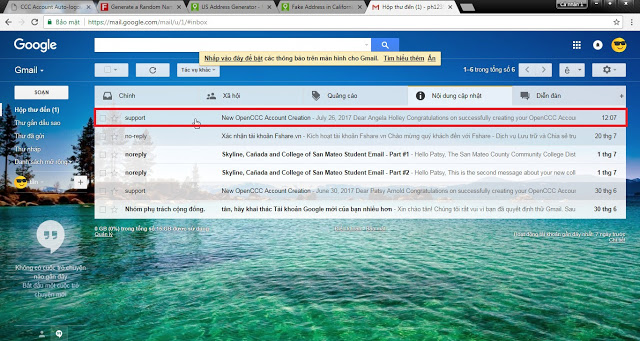 CCC Account Auto-logou
Generate a Random Na
US Address Generator -
Fake Address in Californi
Hộp thư đến (1) - ph12
Cá nhân 1
Bảo mật | https://mail.google.com/mail/u/1/#inbox
Google
Nhấp vào đây để bật các thông báo trên màn hình cho Gmail. Tìm hiểu thêm Ẩn
Gmail
Tác vụ khác
1–6 trong tổng số 6
SOẠN
Hộp thư đến (1)
Thư gắn dấu sao
Thư đã gửi
Thư nháp
Danh sách mở rộng
tân
Chính
Xã hội
Quảng cáo
Nội dung cập nhật
Diễn đàn
support New OpenCCC Account Creation - July 26, 2017 Dear Angela Holley Congratulations on successfully creating your OpenCCC Accou 12:07
no-reply Xác nhận tài khoản Fshare.vn - Kích hoạt tài khoản Fshare.vn Chào mừng quý khách đến với Fshare - Dịch vụ Lưu trữ và Chia sẻ tru 20 thg 7
noreply Skyline, Cañada and College of San Mateo Student Email - Part #1 - Hello Patsy, The San Mateo County Community College Dist 1 thg 7
noreply Skyline, Cañada and College of San Mateo Student Email - Part #2 - Hello Patsy, This is the second message about your new coll 1 thg 7
support New OpenCCC Account Creation - June 30, 2017 Dear Patsy Arnold Congratulations on successfully creating your OpenCCC Accoun 30 thg 6
Nhóm phụ trách cộng đồng. tân, hãy khai thác Tài khoản Google mới của bạn nhiều hơn - Xin chào tân! Chúng tôi rất vui vì bạn đã quyết định thử Gmail. Sau 30 thg 6
0 GB (0%) trong tổng số 15 GB được sử dụng
Quản lý
Hoạt động tài khoản gần đây nhất: 7 ngày trước
Chi tiết
Không có cuộc trò chuyện
nào gần đây
Bắt đầu một cuộc trò
chuyện mới